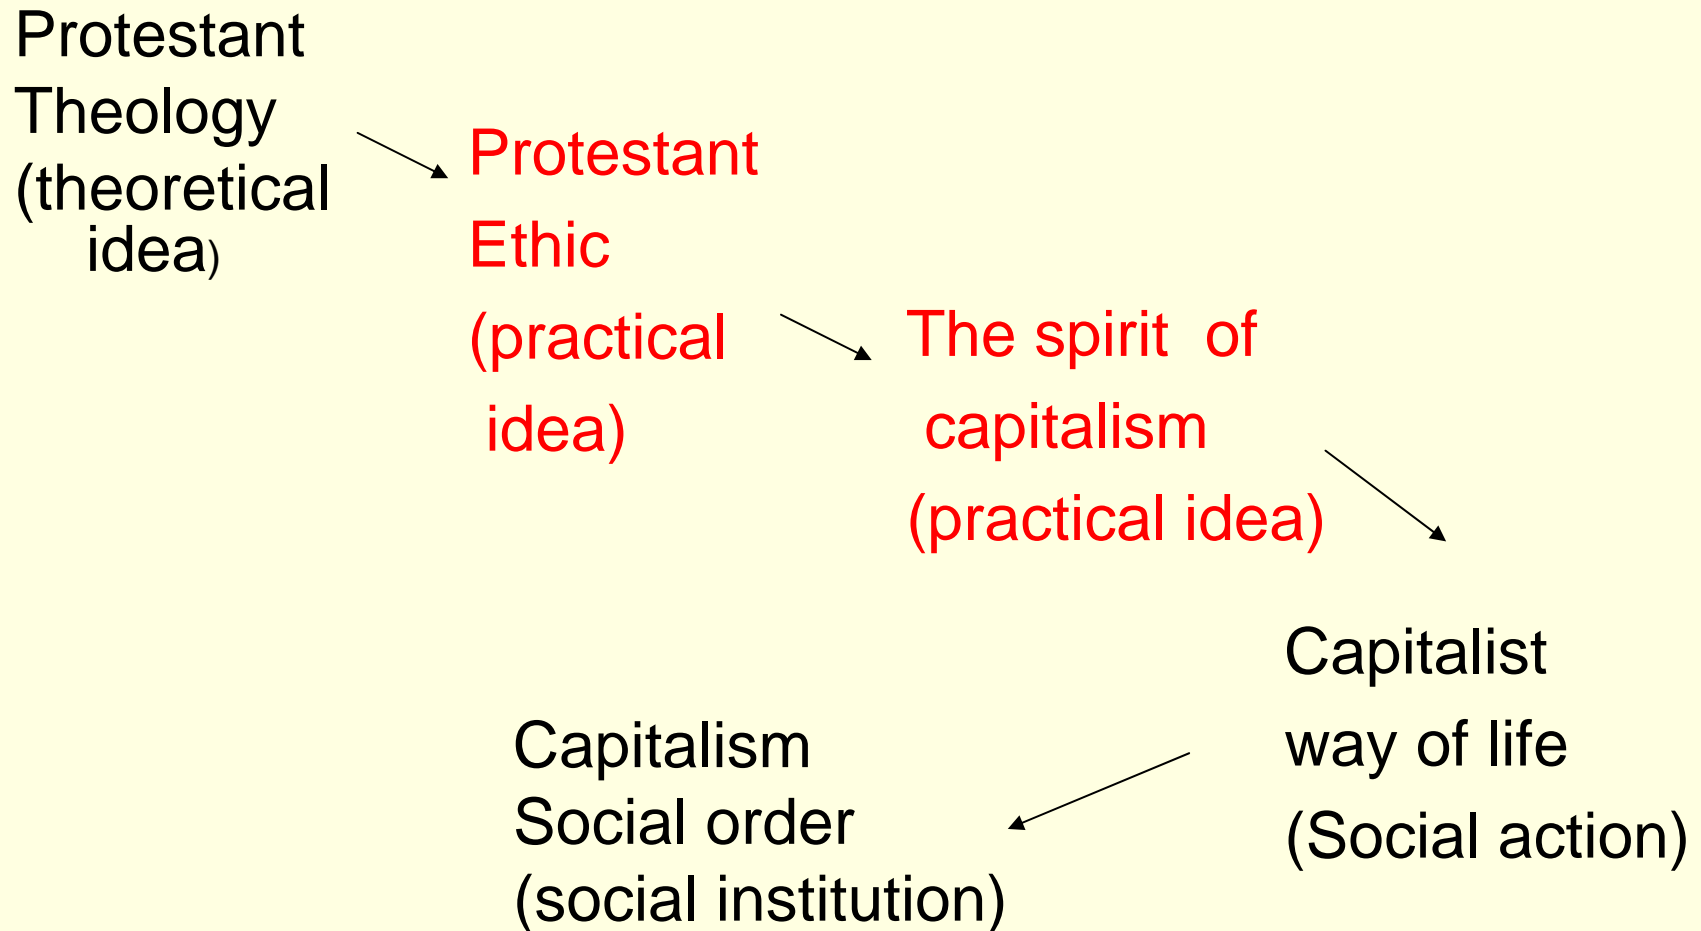 Protestant
Theology
(theoretical
idea)
Protestant
Ethic
(practical
idea)
The spirit of
capitalism
(practical idea)
Capitalist
way of life
(Social action)
Capitalism
Social order
(social institution)